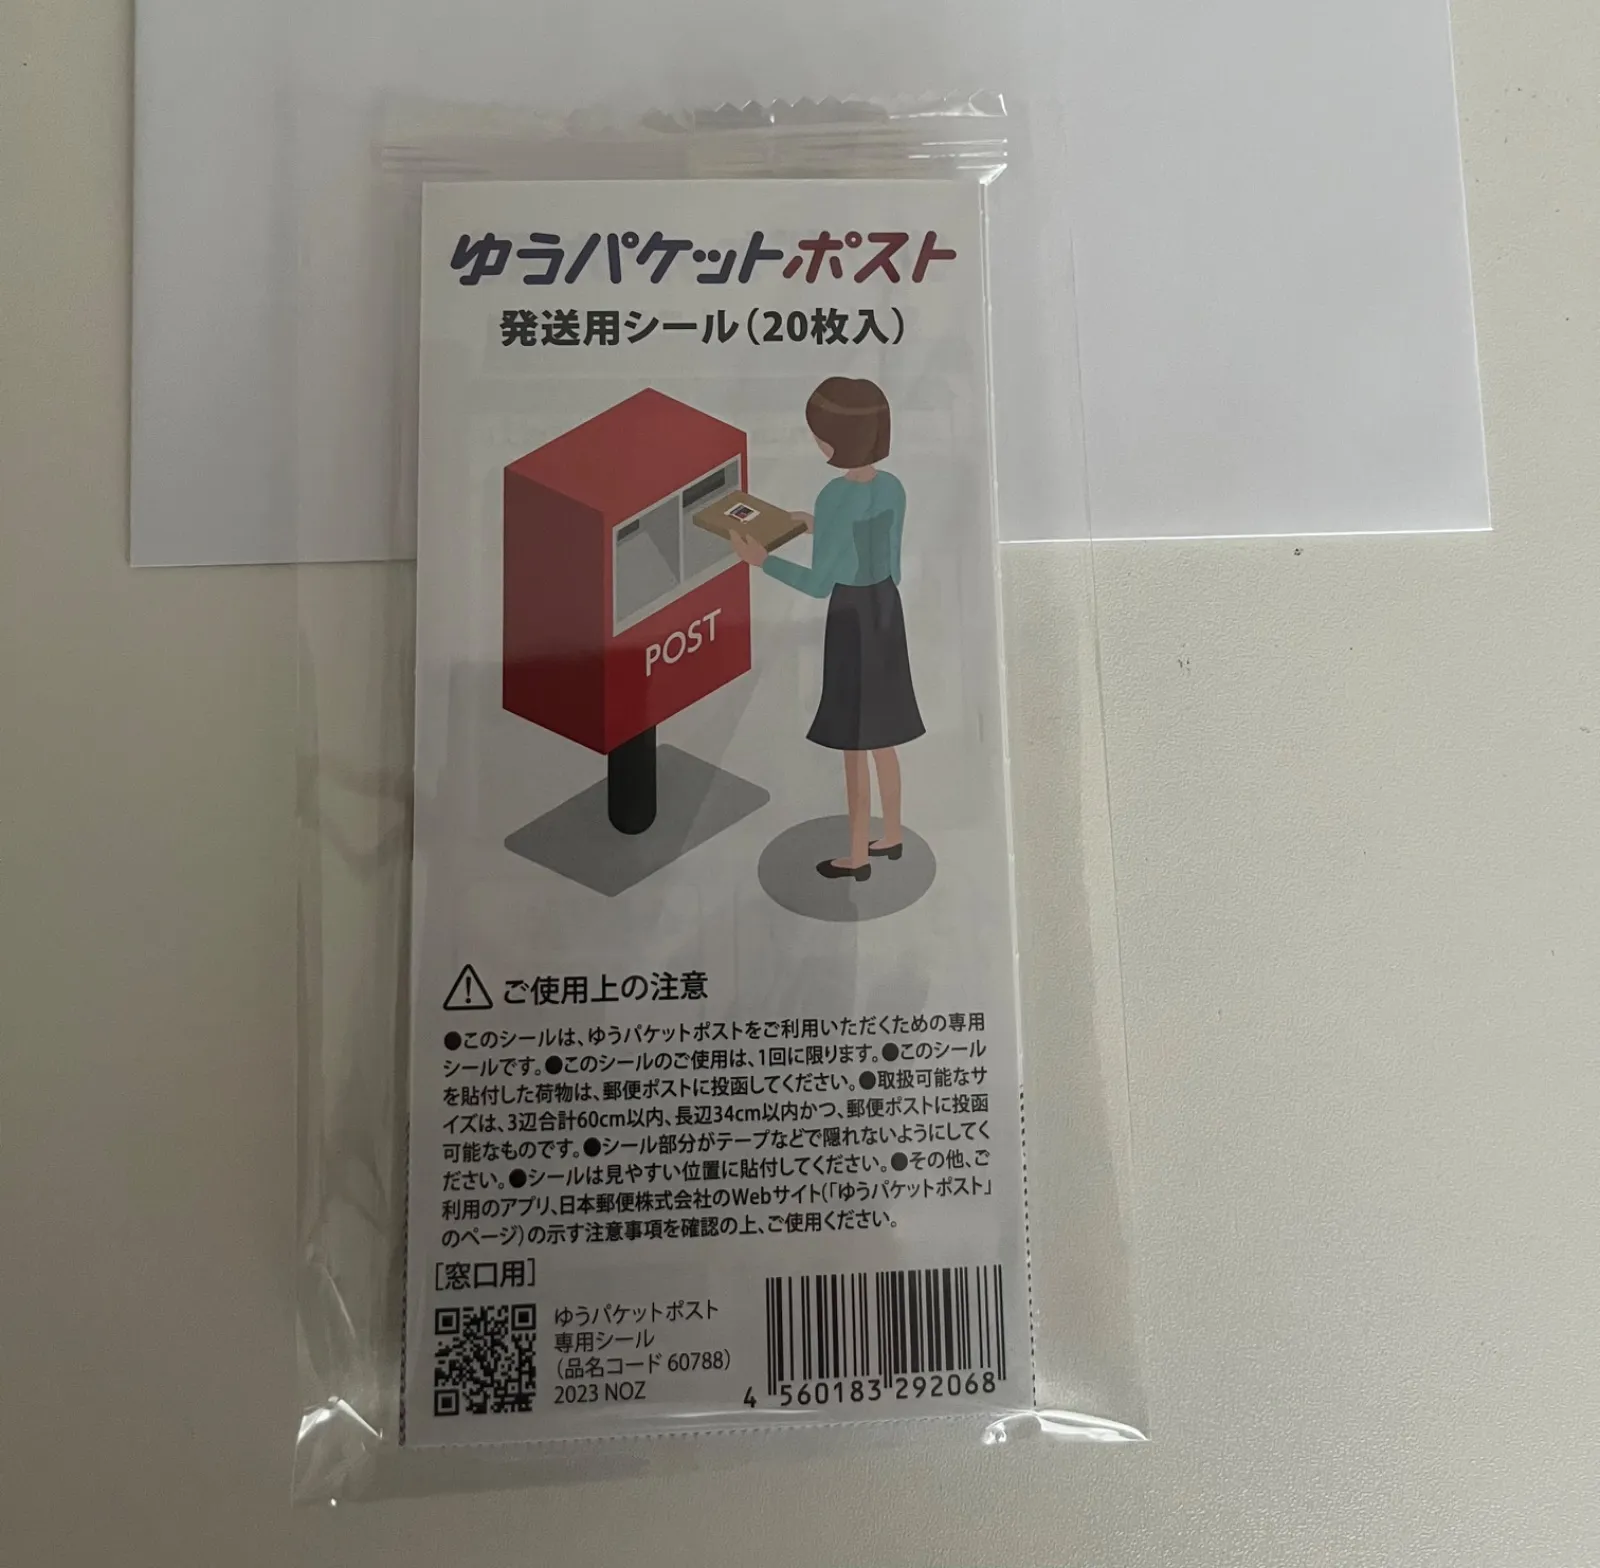 ゆうパケットポスト
発送用シール（20枚入）
POST
ご使用上の注意
●このシールは、ゆうパケットポストをご利用いただくための専用
シールです。●このシールのご使用は、1回に限ります。●このシール
を貼付した荷物は、郵便ポストに投函してください。●取扱可能なサ
イズは、3辺合計60cm以内、長辺34cm以内かつ、郵便ポストに投函
可能なものです。●シール部分がテープなどで隠れないようにしてく
ださい。●シールは見やすい位置に貼付してください。●その他、ご
利用のアプリ、日本郵便株式会社のWebサイト（「ゆうパケットポスト」
のページ）の示す注意事項を確認の上、ご使用ください。
［窓口用］
ゆうパケットポスト
専用シール
（品名コード 60788）
2023 NOZ
4 560183 292068